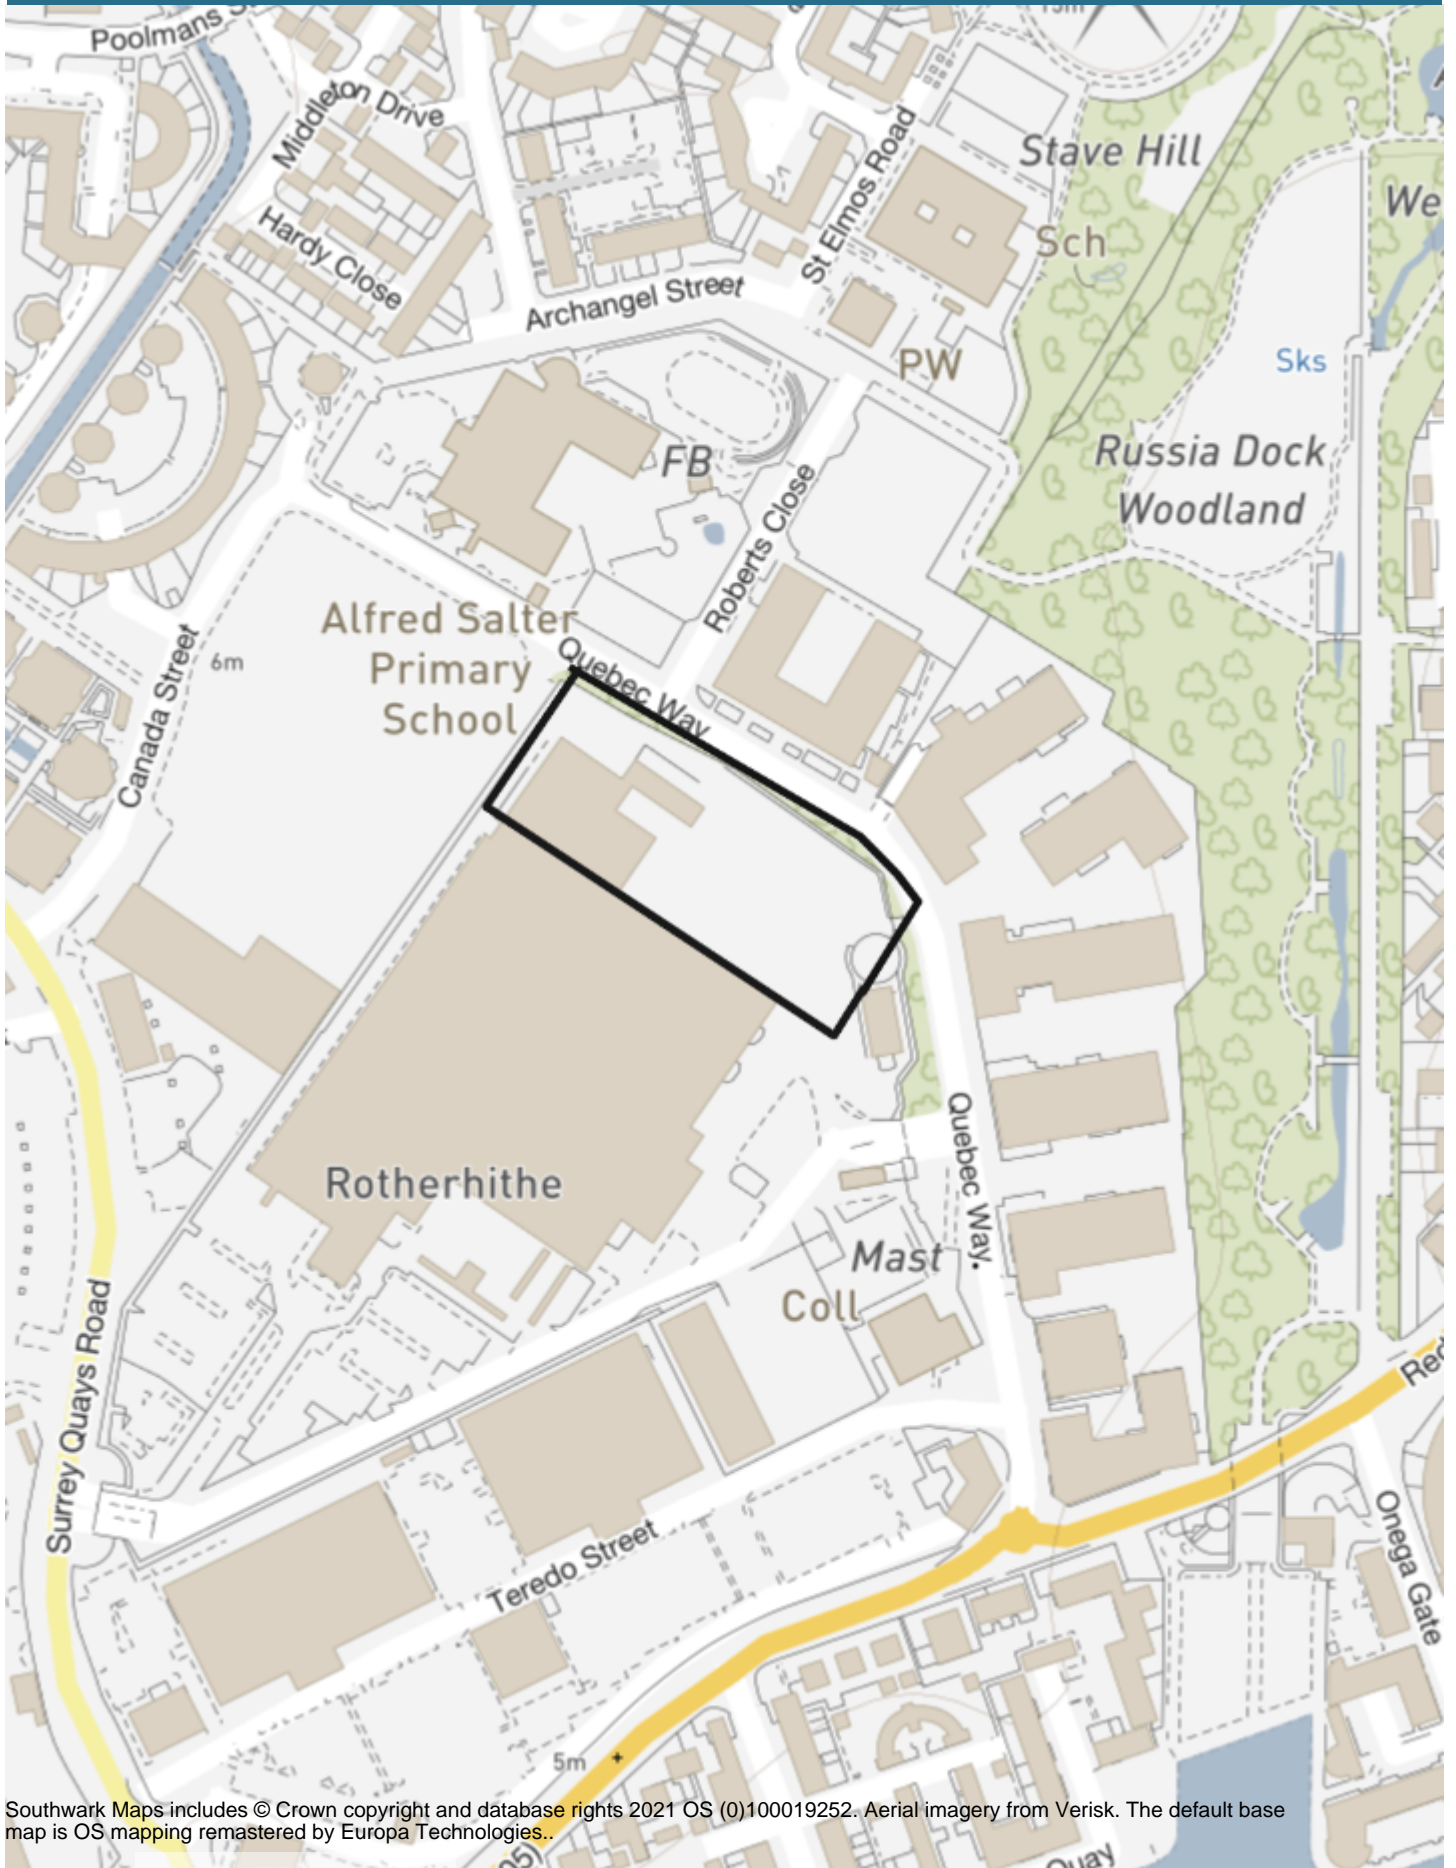 Poolmans S
15m
Middleton Drive
Stave Hill
St Elmos Road
We
Hardy Close
Sch
Archangel Street
PW
Sks
FB
Russia Dock
Woodland
Roberts Close
Alfred Salter
Primary
School
6m
Quebec Way
Canada Street
Quebec Way
Rotherhithe
Mast
Coll
Surrey Quays Road
Red
Teredo Street
Onega Gate
5m
Southwark Maps includes © Crown copyright and database rights 2021 OS (0)100019252. Aerial imagery from Verisk. The default base
map is OS mapping remastered by Europa Technologies..
05)
Quay